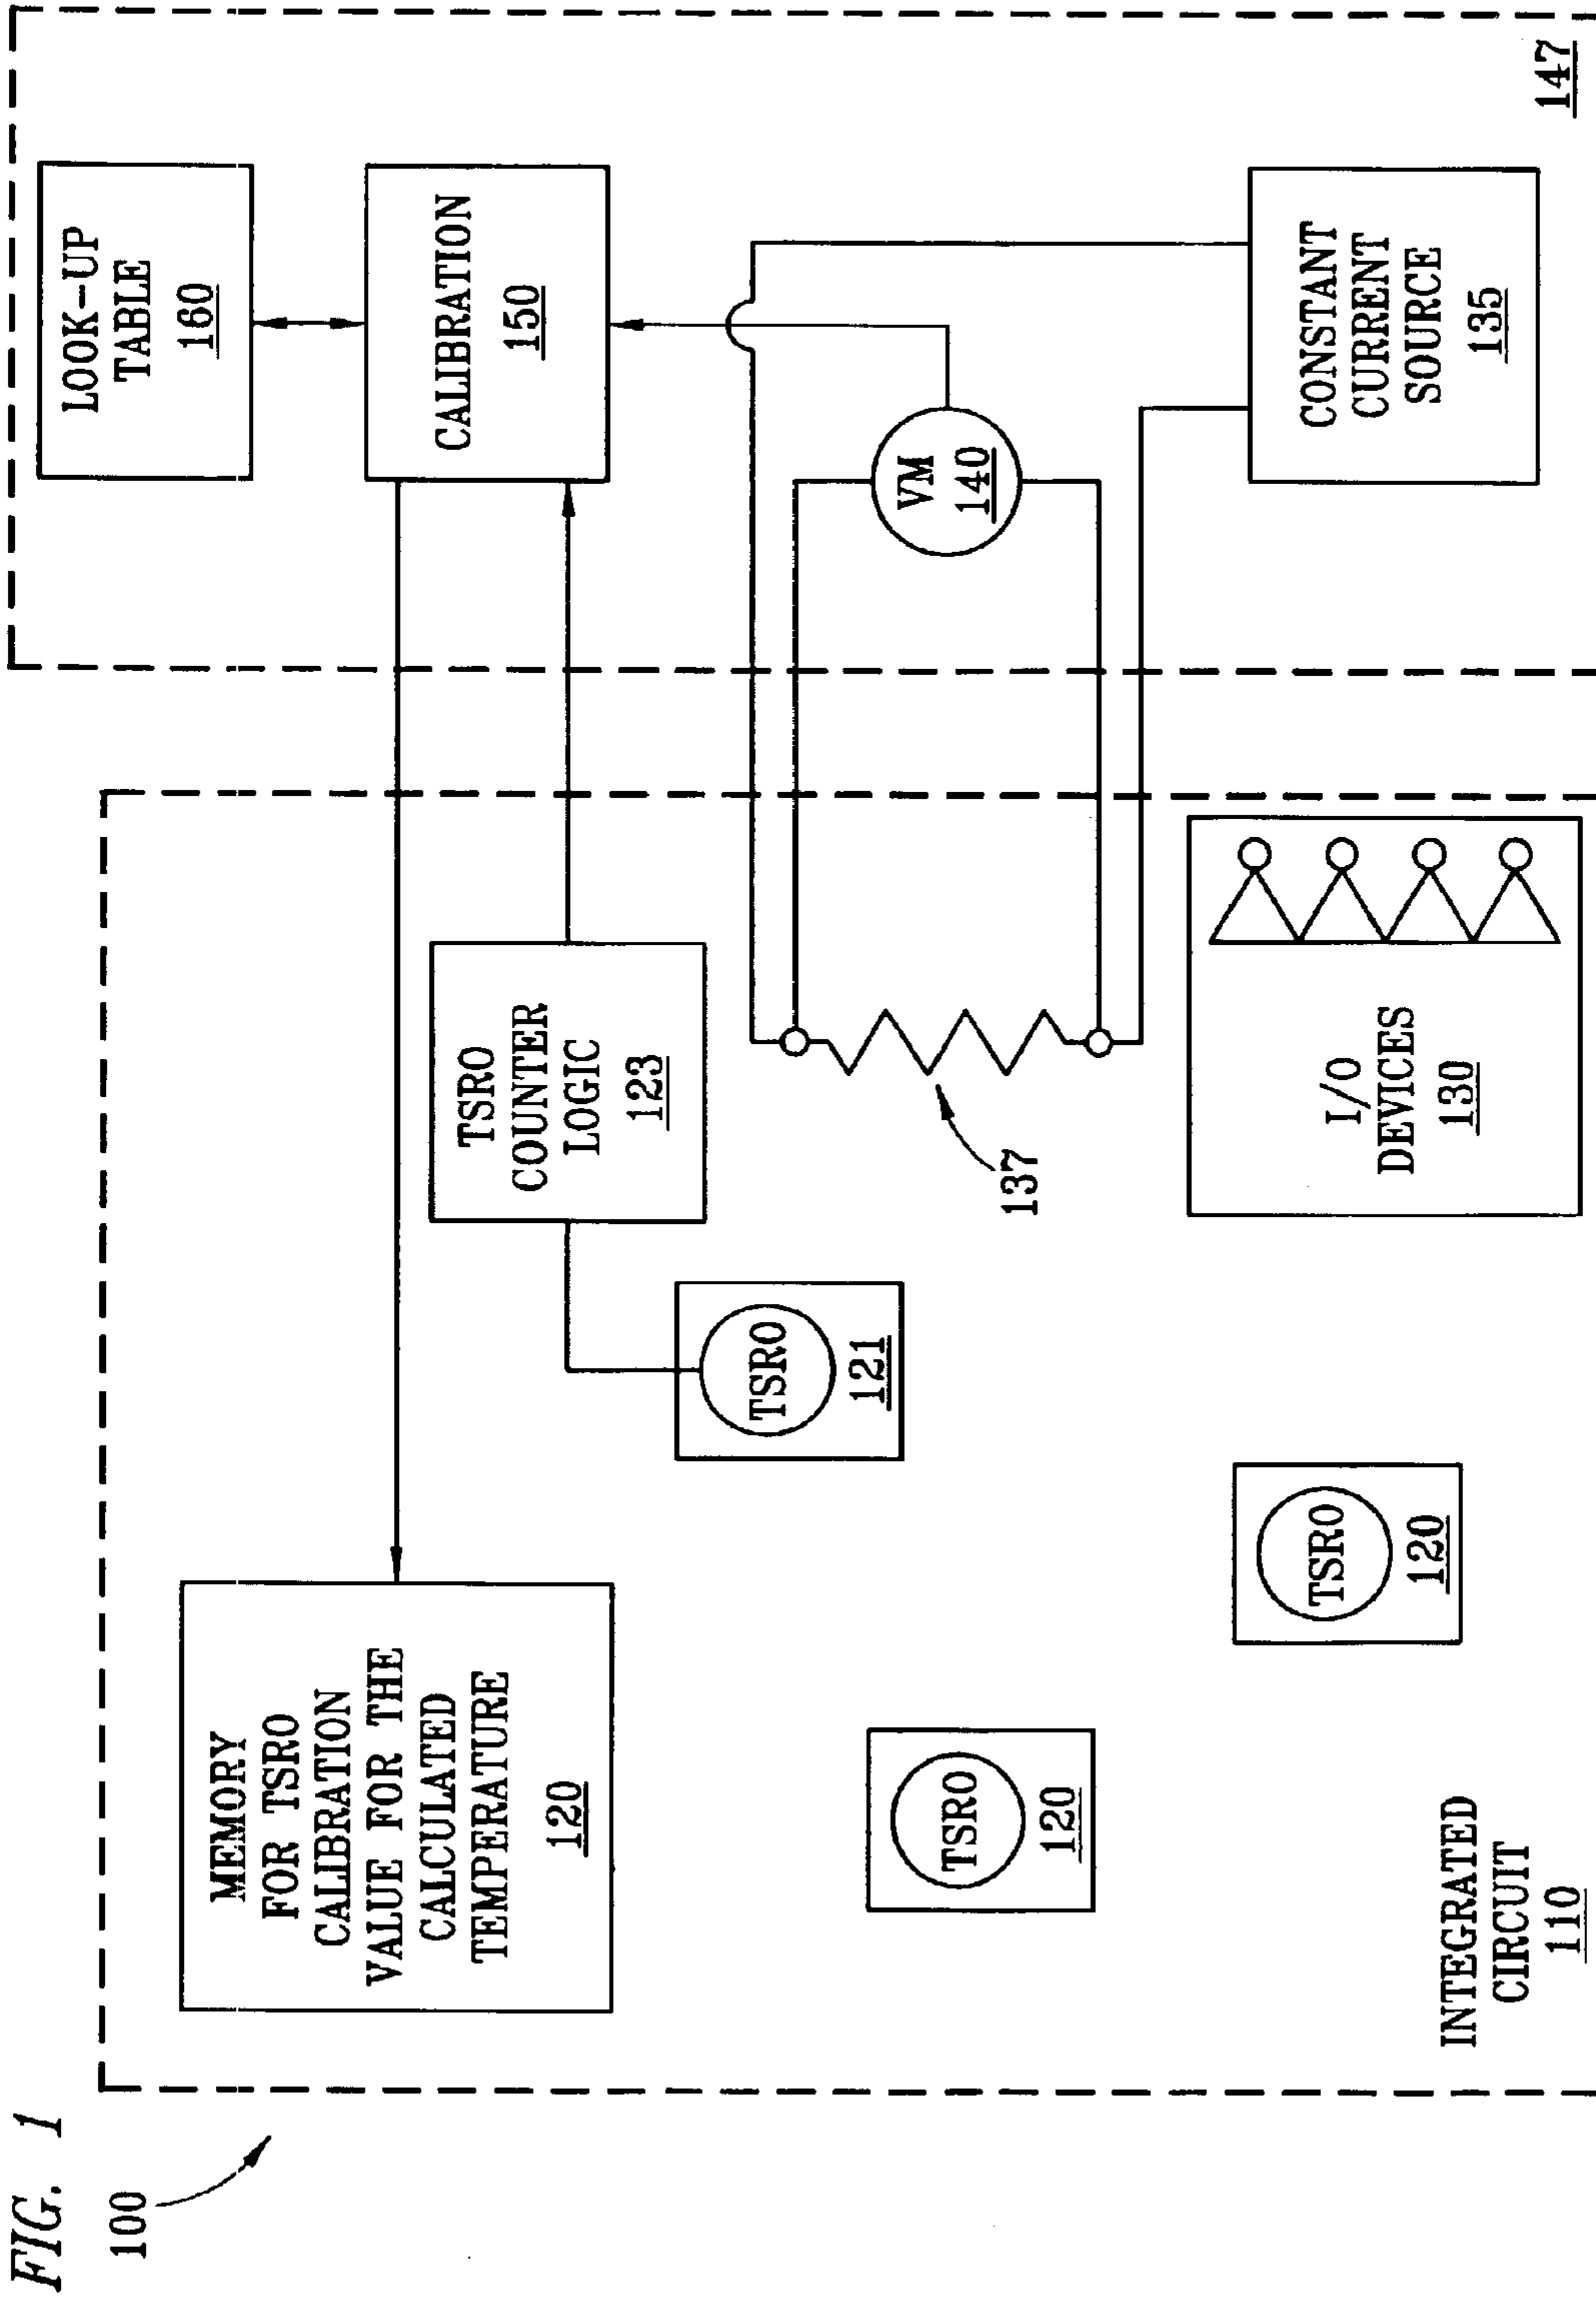 FIG. 1
100
MEMORY
FOR TSRO
CALIBRATION
VALUE FOR THE
CALCULATED
TEMPERATURE
120
TSRO
COUNTER
LOGIC
123
LOOK-UP
TABLE
160
CALIBRATION
150
TSRO
121
TSRO
120
TSRO
120
137
VM
140
I/O
DEVICES
130
CONSTANT
CURRENT
SOURCE
135
INTEGRATED
CIRCUIT
110
147